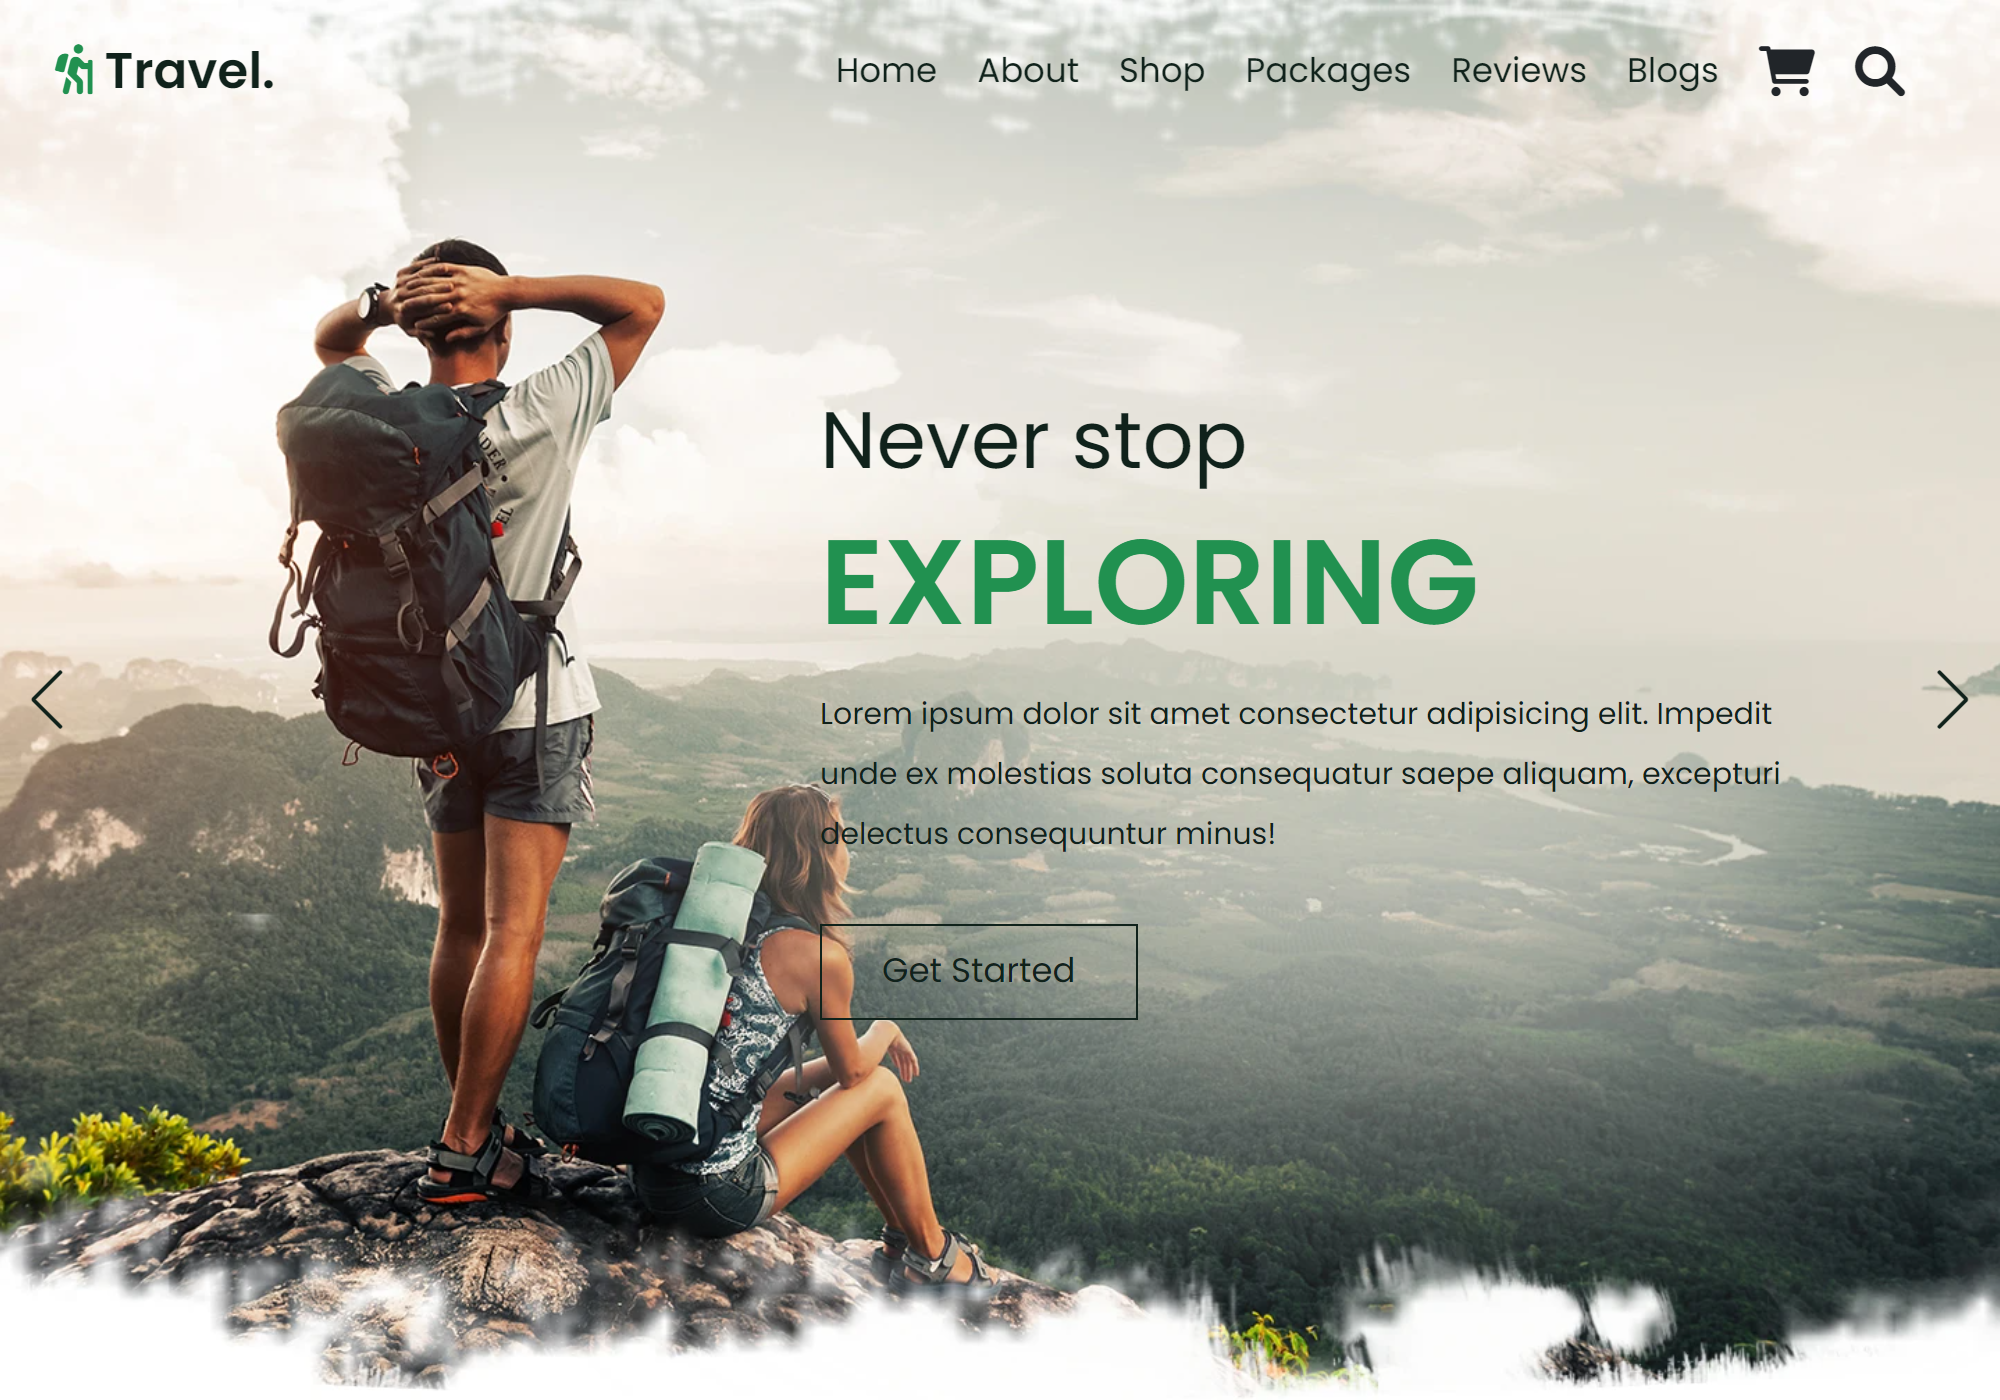 Travel.
Home About Shop Packages Reviews Blogs
Never stop
EXPLORING
Lorem ipsum dolor sit amet consectetur adipisicing elit. Impedit
unde ex molestias soluta consequatur saepe aliquam, excepturi
delectus consequuntur minus!
Get Started